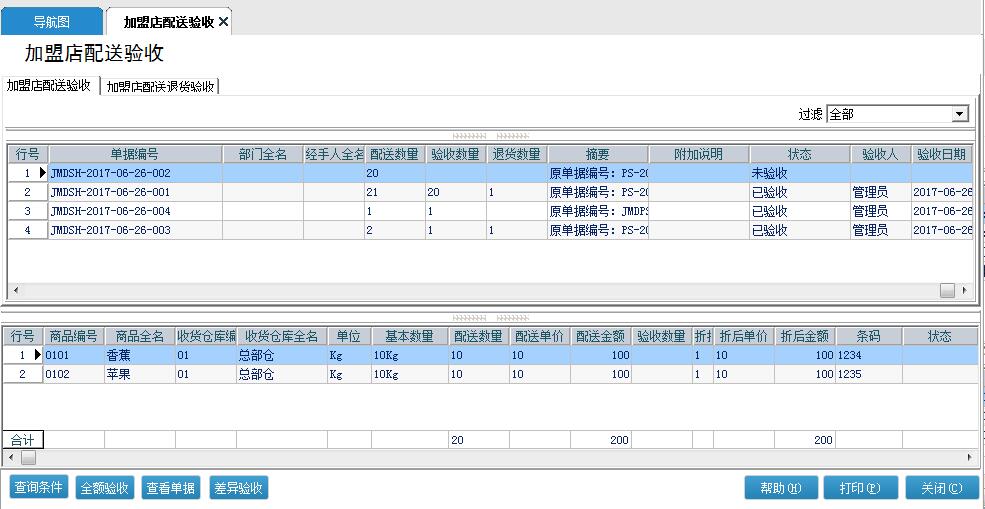 导航图 加盟店配送验收
加盟店配送验收
加盟店配送验收 加盟店配送退货验收
过滤 全部
行号 单据编号 部门全名 经手人全名 配送数量 验收数量 退货数量 摘要 附加说明 状态 验收人 验收日期
1 JMDSH-2017-06-26-002 20 原单据编号: PS-20 未验收
2 JMDSH-2017-06-26-001 21 20 1 原单据编号: PS-20 已验收 管理员 2017-06-26
3 JMDSH-2017-06-26-004 1 1 原单据编号: JMDPS 已验收 管理员 2017-06-26
4 JMDSH-2017-06-26-003 2 1 1 原单据编号: PS-20 已验收 管理员 2017-06-26
行号 商品编号 商品全名 收货仓库编 收货仓库全名 单位 基本数量 配送数量 配送单价 配送金额 验收数量 折扣 折后单价 折后金额 条码 状态
1 0101 香蕉 01 总部仓 Kg 10Kg 10 10 100 1 10 100 1234
2 0102 苹果 01 总部仓 Kg 10Kg 10 10 100 1 10 100 1235
合计 20 200 200
查询条件 全额验收 查看单据 差异验收 帮助(H) 打印(P) 关闭(C)